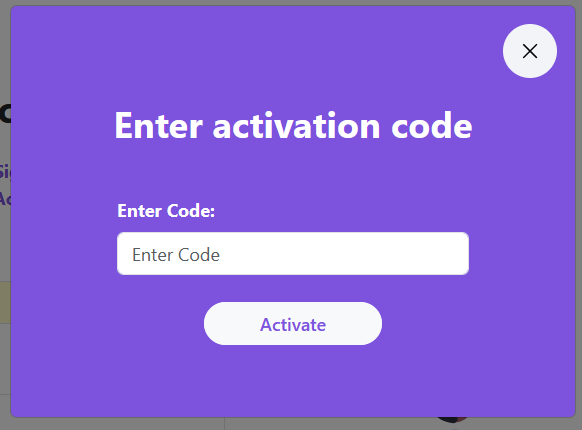 Enter activation code
Enter Code:
Enter Code
Activate